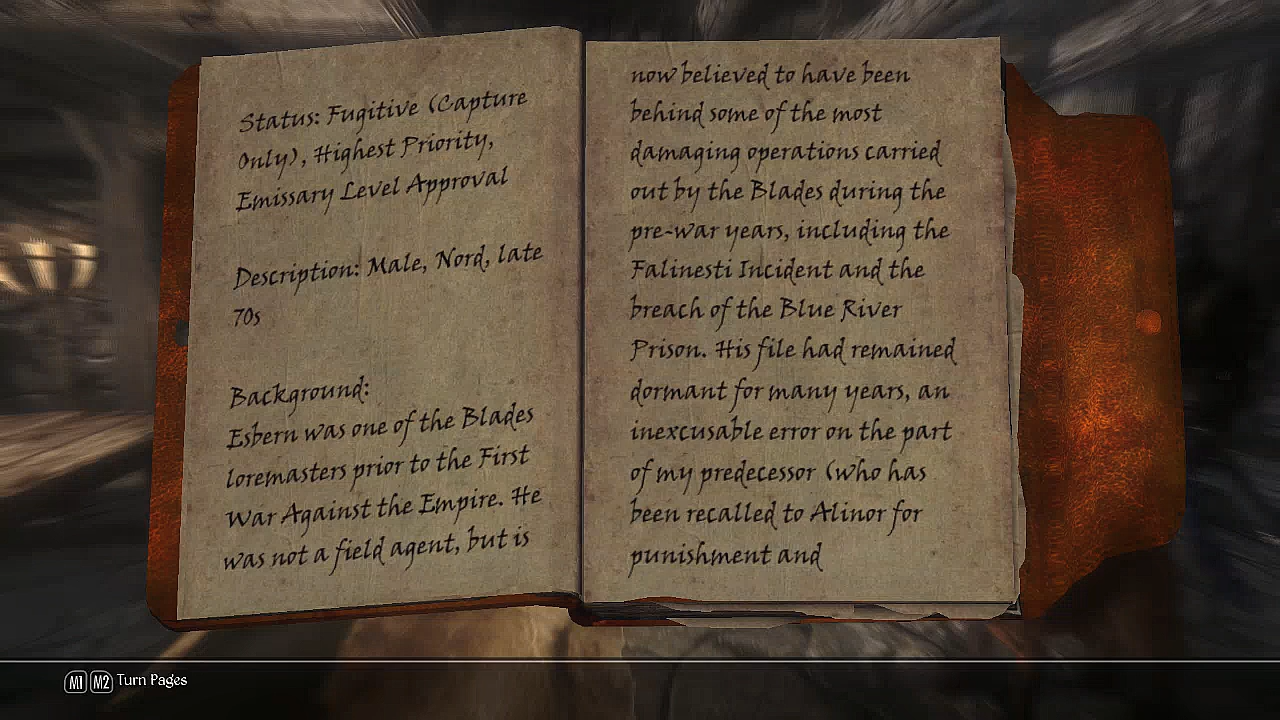 Status: Fugitive (Capture
Only), Highest Priority,
Emissary Level Approval
Description: Male, Nord, late
70s
Background:
Esbern was one of the Blades
loremasters prior to the First
War Against the Empire. He
was not a field agent, but is
now believed to have been
behind some of the most
damaging operations carried
out by the Blades during the
pre-war years, including the
Falinesti Incident and the
breach of the Blue River
Prison. His file had remained
dormant for many years, an
inexcusable error on the part
of my predecessor (who has
been recalled to Alinor for
punishment and
M1 M2 Turn Pages